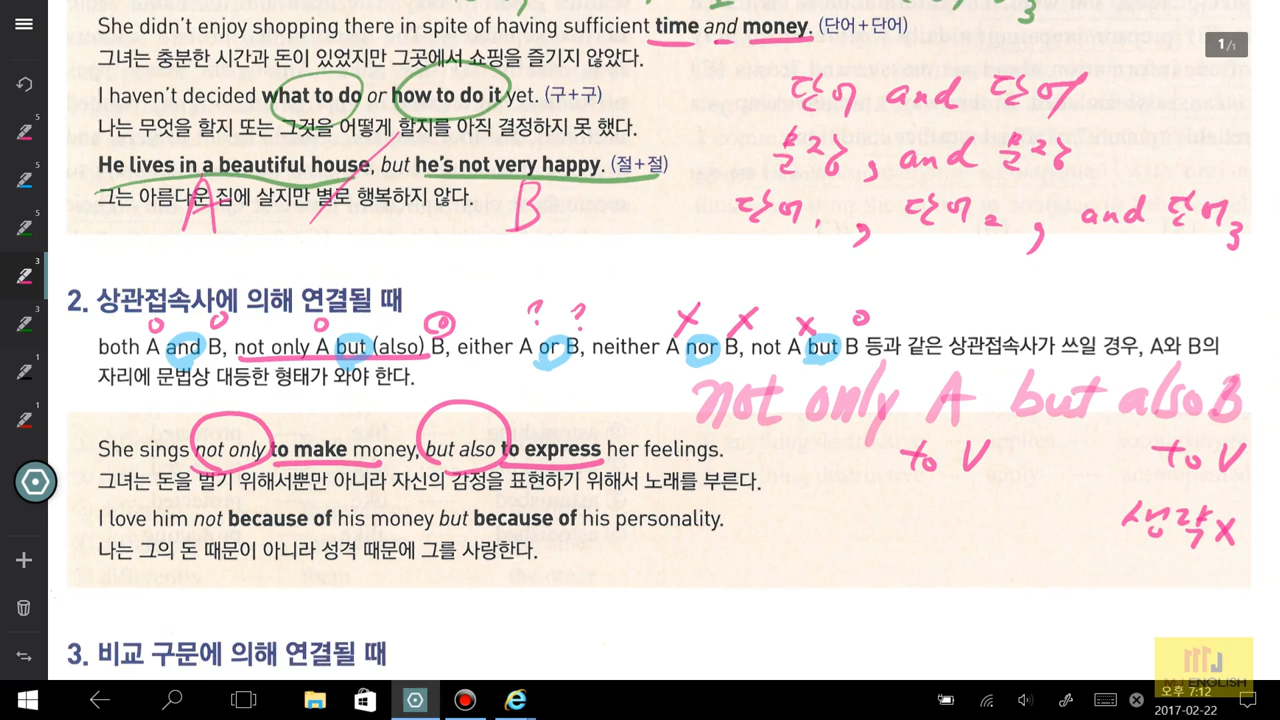 She didn't enjoy shopping there in spite of having sufficient time and money. (단어+단어)
그녀는 충분한 시간과 돈이 있었지만 그곳에서 쇼핑을 즐기지 않았다.
I haven't decided what to do or how to do it yet. (구+구)
나는 무엇을 할지 또는 그것을 어떻게 할지를 아직 결정하지 못 했다.
He lives in a beautiful house, but he's not very happy. (절+절)
그는 아름다운 집에 살지만 별로 행복하지 않다.
A B
1/1
단어 and 단어
문장, and 문장
단어, 단어2, and 단어3
2. 상관접속사에 의해 연결될 때
both A and B, not only A but (also) B, either A or B, neither A nor B, not A but B 등과 같은 상관접속사가 쓰일 경우, A와 B의
자리에 문법상 대등한 형태가 와야 한다.
not only A but also B
to V to V
생략x
She sings not only to make money, but also to express her feelings.
그녀는 돈을 벌기 위해서뿐만 아니라 자신의 감정을 표현하기 위해서 노래를 부른다.
I love him not because of his money but because of his personality.
나는 그의 돈 때문이 아니라 성격 때문에 그를 사랑한다.
3. 비교 구문에 의해 연결될 때
ENGLISH
오후 7:12
2017-02-22